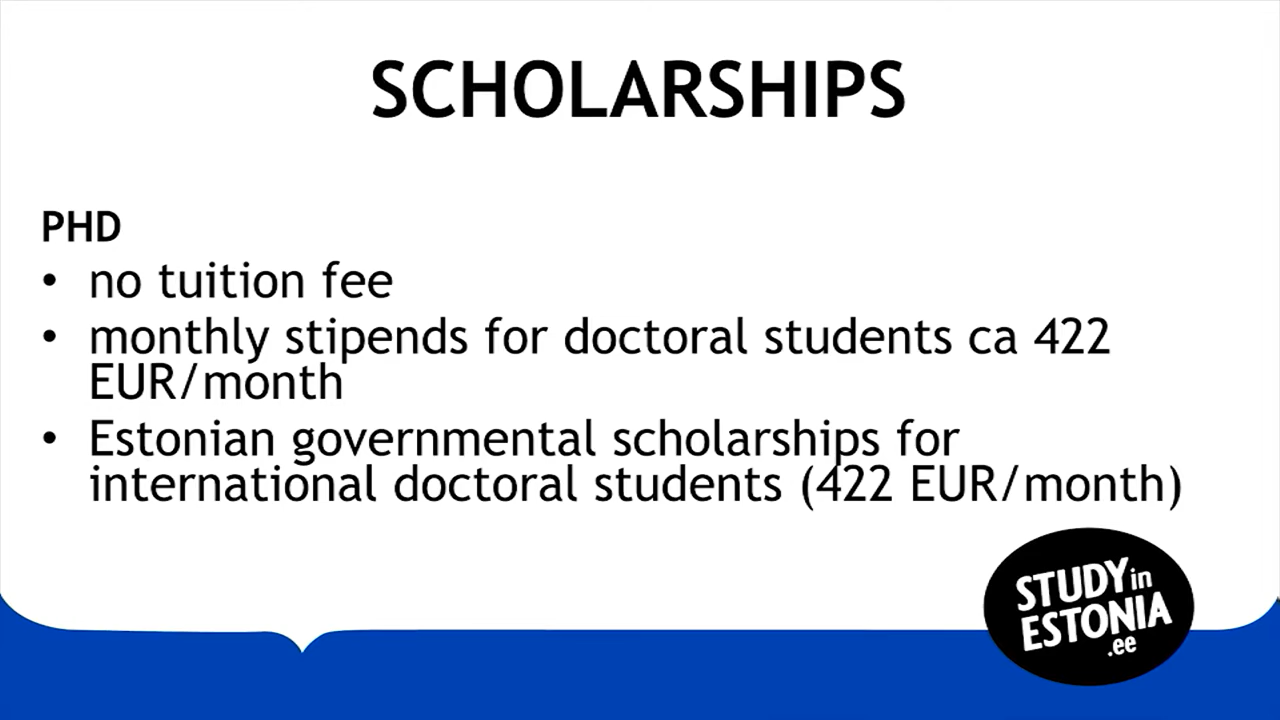 SCHOLARSHIPS
PHD
• no tuition fee
• monthly stipends for doctoral students ca 422
EUR/month
• Estonian governmental scholarships for
international doctoral students (422 EUR/month)
STUDY in
ESTONIA
.ee